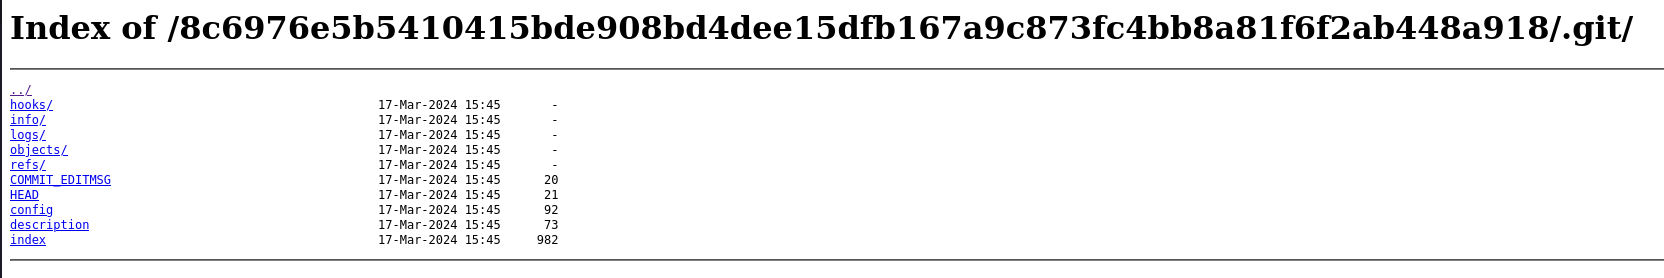 Index of /8c6976e5b5410415bde908bd4dee15dfb167a9c873fc4bb8a81f6f2ab448a918/.git/
../
hooks/ 17-Mar-2024 15:45 -
info/ 17-Mar-2024 15:45 -
logs/ 17-Mar-2024 15:45 -
objects/ 17-Mar-2024 15:45 -
refs/ 17-Mar-2024 15:45 -
COMMIT_EDITMSG 17-Mar-2024 15:45 20
HEAD 17-Mar-2024 15:45 21
config 17-Mar-2024 15:45 92
description 17-Mar-2024 15:45 73
index 17-Mar-2024 15:45 982